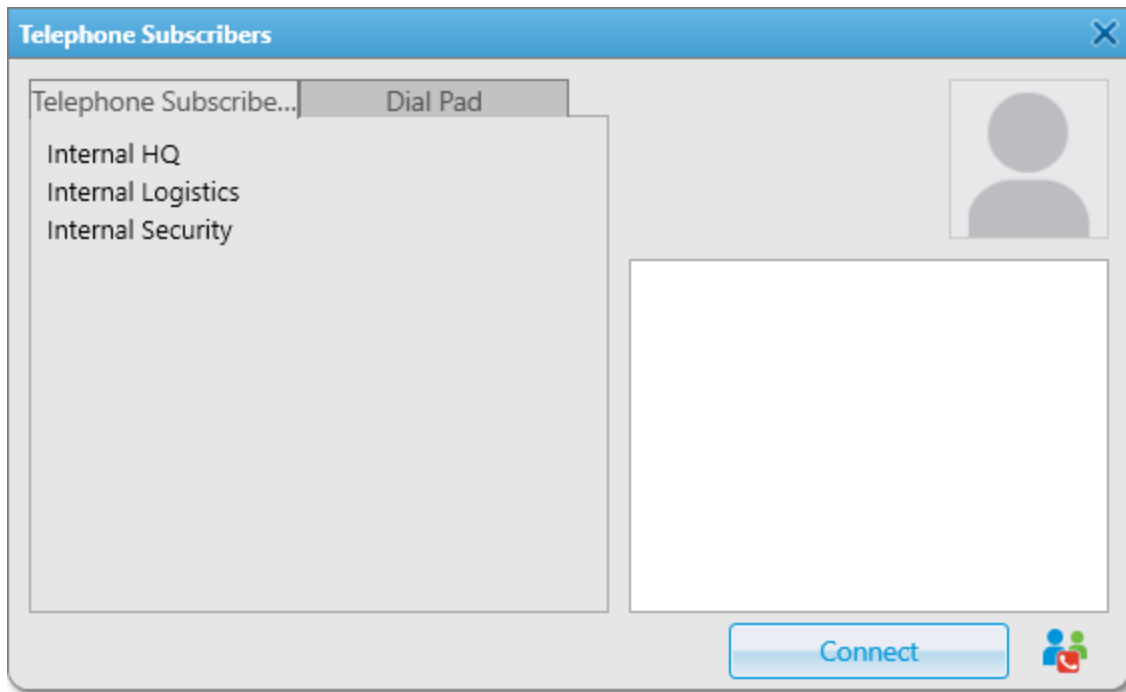 Telephone Subscribers
Telephone Subscribe... Dial Pad
Internal HQ
Internal Logistics
Internal Security
Connect